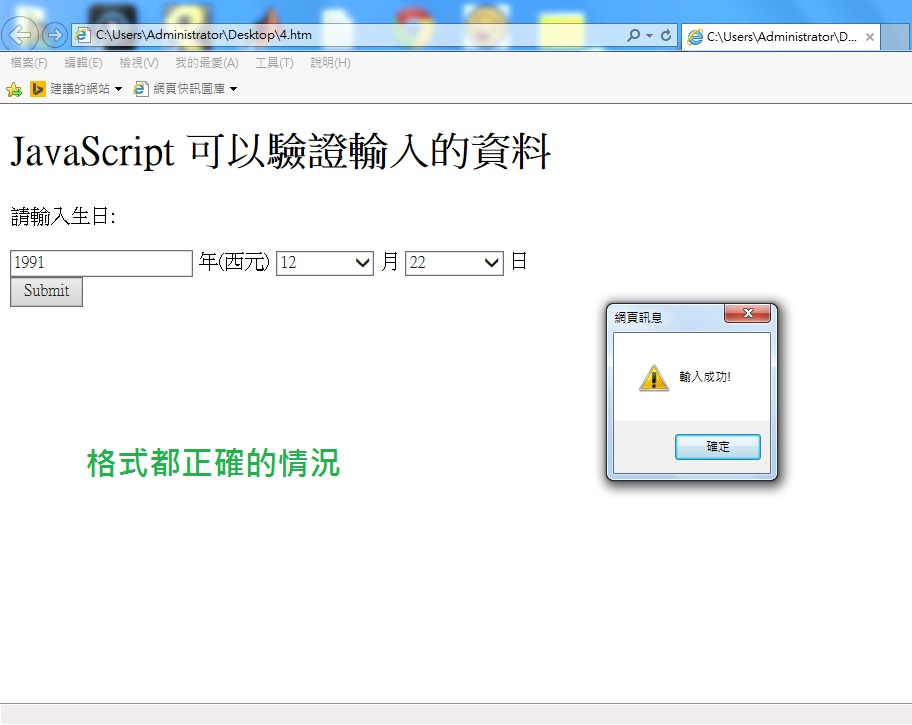 C:\Users\Administrator\Desktop\4.htm
C:\Users\Administrator\D...
檔案(F) 編輯(E) 檢視(V) 我的最愛(A) 工具(T) 說明(H)
建議的網站 網頁快訊圖庫
JavaScript 可以驗證輸入的資料
請輸入生日:
1991 年(西元) 12 月 22 日
Submit
網頁訊息
輸入成功!
確定
格式都正確的情況